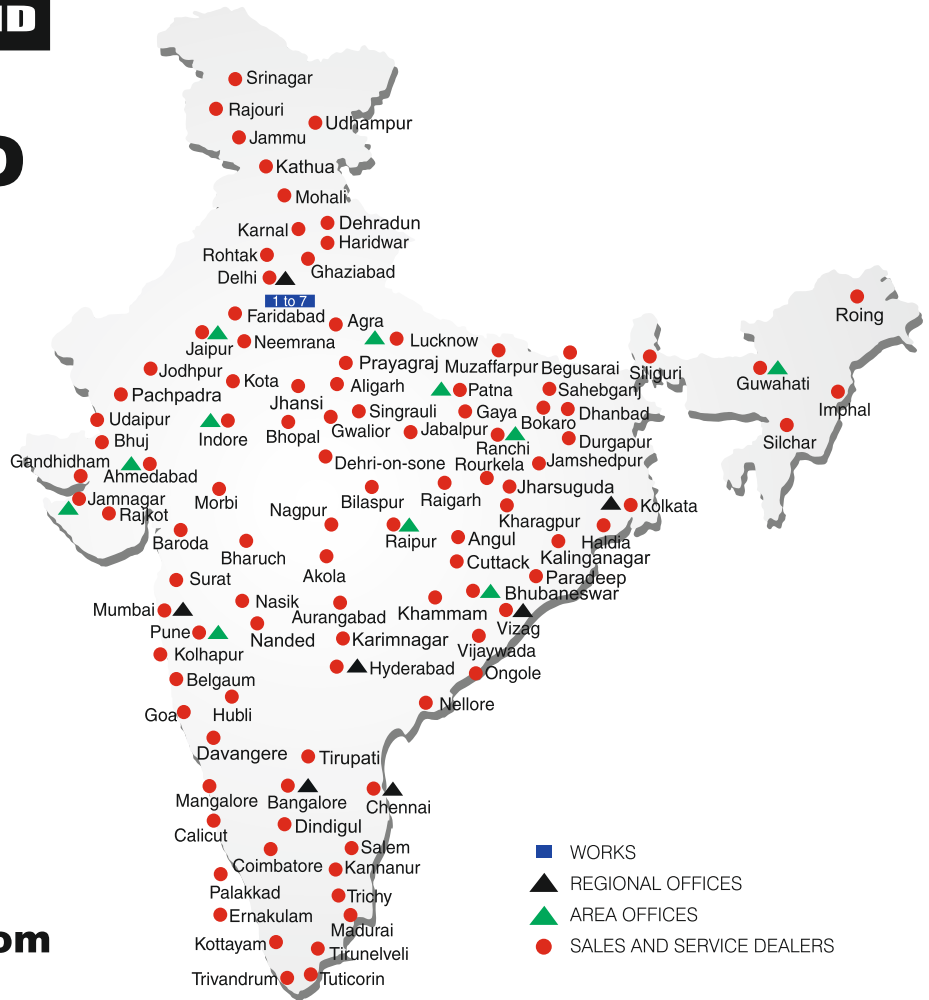 ND
D
Srinagar
Rajouri
Udhampur
Jammu
Kathua
Mohali
Dehradun
Karnal
Haridwar
Rohtak
Ghaziabad
Delhi
1 to 7
Faridabad
Agra
Jaipur
Neemrana
Lucknow
Roing
Jodhpur
Prayagraj
Muzaffarpur
Begusarai
Siliguri
Guwahati
Pachpadra
Kota
Jhansi
Aligarh
Patna
Sahebganj
Imphal
Udaipur
Indore
Bhopal
Gwalior
Singrauli
Jabalpur
Gaya
Bokaro
Dhanbad
Silchar
Bhuj
Ranchi
Durgapur
Gandhidham
Ahmedabad
Dehri-on-sone
Rourkela
Jamshedpur
Jamnagar
Rajkot
Morbi
Bilaspur
Raigarh
Jharsuguda
Kolkata
Nagpur
Kharagpur
Baroda
Bharuch
Raipur
Angul
Haldia
Kalinganagar
Akola
Cuttack
Surat
Paradeep
Bhubaneswar
Mumbai
Nasik
Aurangabad
Khammam
Vizag
Pune
Nanded
Karimnagar
Vijaywada
Kolhapur
Hyderabad
Ongole
Belgaum
Goa
Hubli
Nellore
Davangere
Tirupati
Mangalore
Bangalore
Chennai
Calicut
Dindigul
Coimbatore
Salem
Kannanur
Palakkad
Trichy
Ernakulam
Madurai
Kottayam
Tirunelveli
Trivandrum
Tuticorin
WORKS
REGIONAL OFFICES
AREA OFFICES
SALES AND SERVICE DEALERS
om